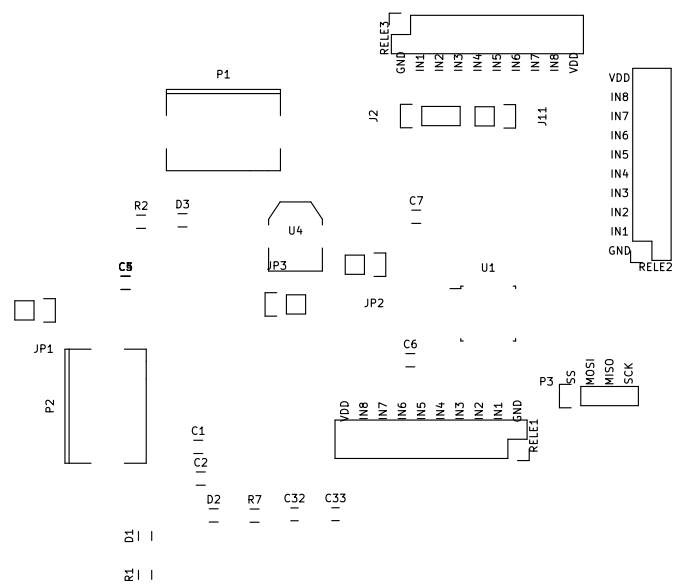 RELE3
GND
IN1
IN2
IN3
IN4
IN5
IN6
IN7
IN8
VDD
P1
VDD
IN8
IN7
IN6
IN5
IN4
IN3
IN2
IN1
GND
RELE2
J2
J11
R2
D3
C7
U4
JP3
U1
JP2
JP1
C6
P2
P3
SS
MOSI
MISO
SCK
VDD
IN8
IN7
IN6
IN5
IN4
IN3
IN2
IN1
GND
RELE1
C1
C2
D2
R7
C32
C33
D1
R1